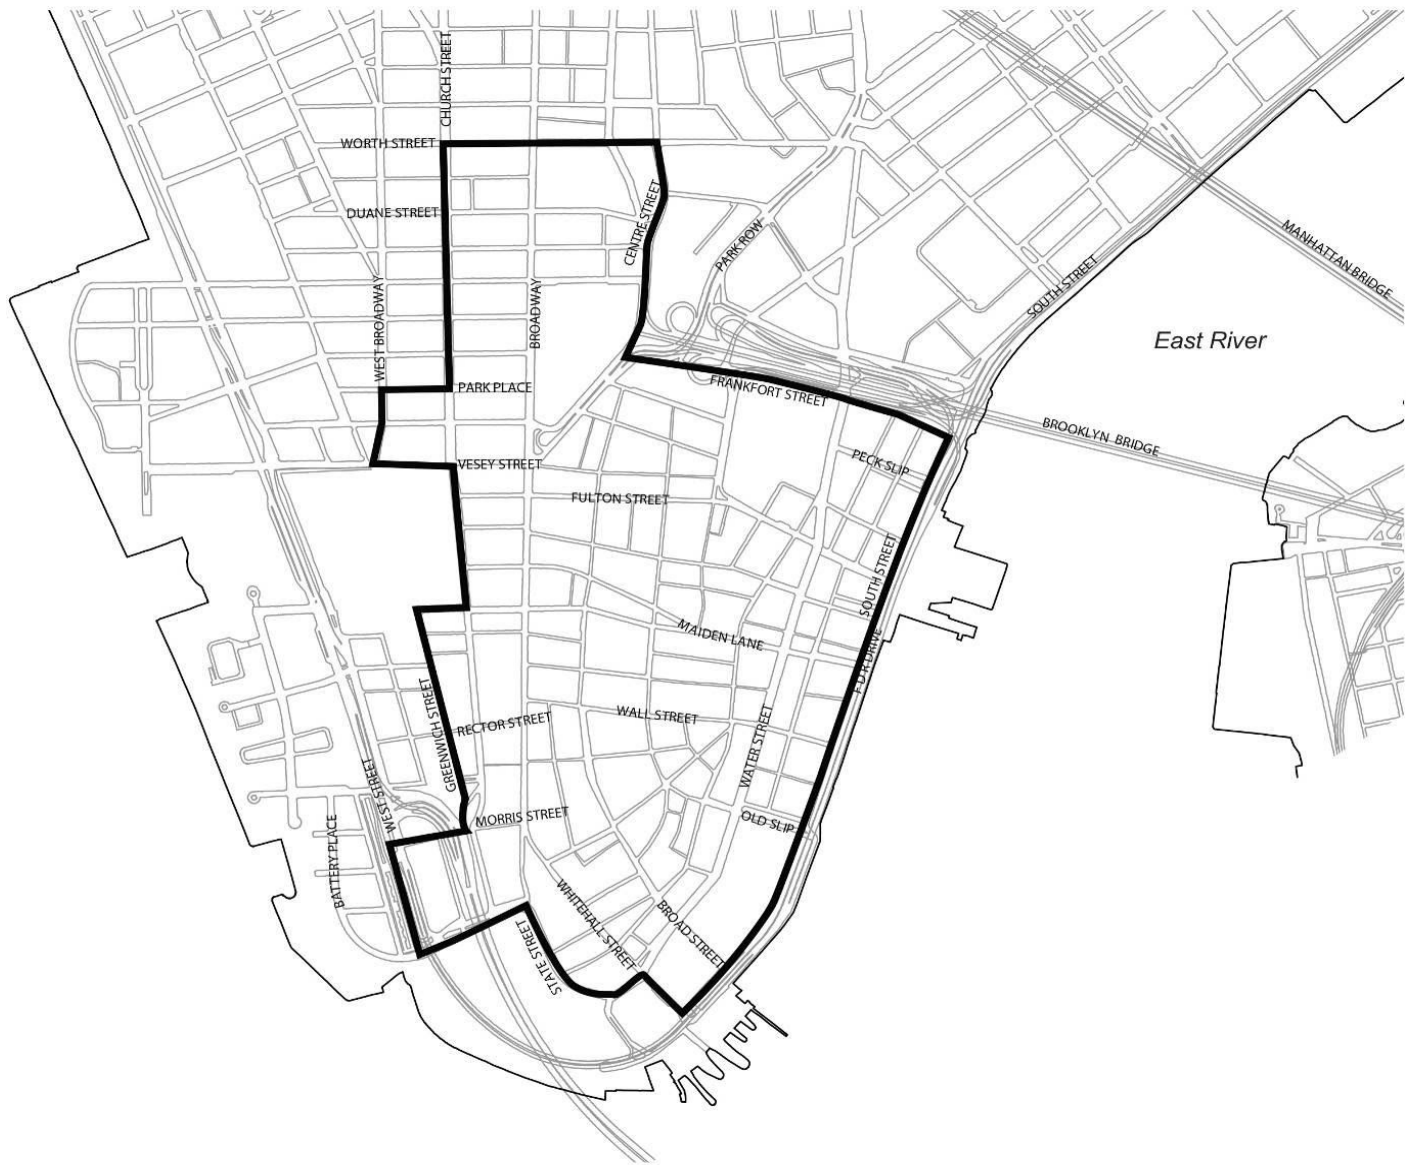 CHURCH STREET
WORTH STREET
DUANE STREET
CENTRE STREET
PARK ROW
MANHATTAN BRIDGE
SOUTH STREET
WEST BROADWAY
BROADWAY
East River
PARK PLACE
FRANKFORT STREET
BROOKLYN BRIDGE
VESEY STREET
PECK SLIP
FULTON STREET
SOUTH STREET
MAIDEN LANE
F D R DRIVE
GREENWICH STREET
RECTOR STREET
WALL STREET
WATER STREET
WEST STREET
MORRIS STREET
OLD SLIP
BATTERY PLACE
WHITEHALL STREET
BROAD STREET
STATE STREET